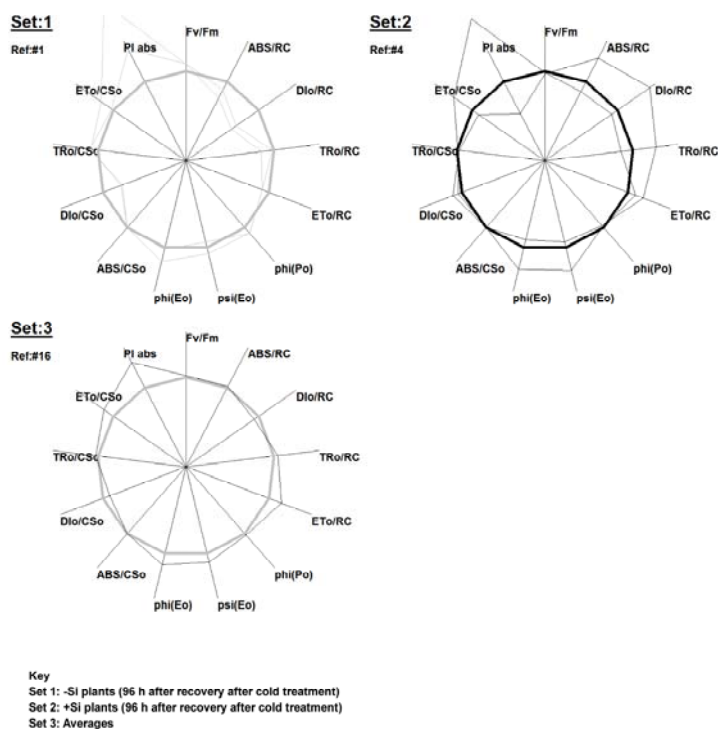 Set:1
Ref:#1
Fv/Fm
ABS/RC
DIo/RC
TRo/RC
ETo/RC
phi(Po)
psi(Eo)
phi(Eo)
ABS/CSo
DIo/CSo
TRo/CSo
ETo/CSo
PI abs
Set:2
Ref:#4
Fv/Fm
ABS/RC
DIo/RC
TRo/RC
ETo/RC
phi(Po)
psi(Eo)
phi(Eo)
ABS/CSo
DIo/CSo
TRo/CSo
ETo/CSo
PI abs
Set:3
Ref:#16
Fv/Fm
ABS/RC
DIo/RC
TRo/RC
ETo/RC
phi(Po)
psi(Eo)
phi(Eo)
ABS/CSo
DIo/CSo
TRo/CSo
ETo/CSo
PI abs
Key
Set 1: -Si plants (96 h after recovery after cold treatment)
Set 2: +Si plants (96 h after recovery after cold treatment)
Set 3: Averages